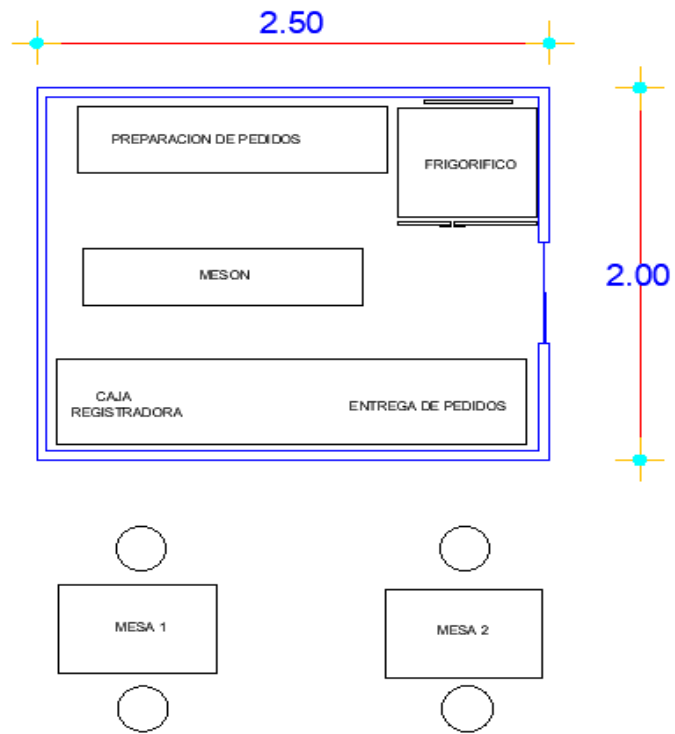 2.50
PREPARACION DE PEDIDOS
FRIGORIFICO
2.00
MESON
CAJA
REGISTRADORA
ENTREGA DE PEDIDOS
MESA 1
MESA 2